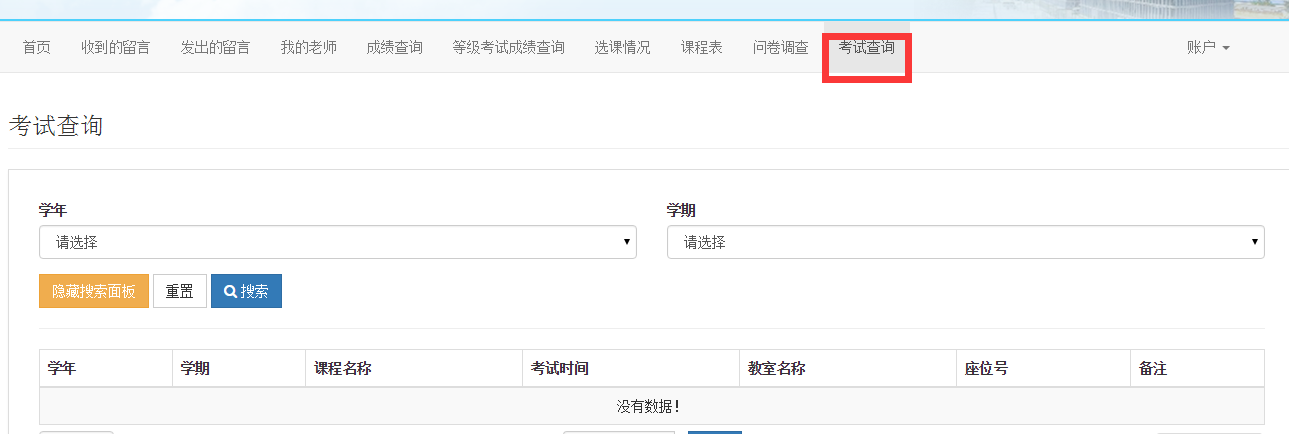 首页 收到的留言 发出的留言 我的老师 成绩查询 等级考试成绩查询 选课情况 课程表 问卷调查 考试查询 账户
考试查询
学年 学期
请选择 请选择
隐藏搜索面板 重置 搜索
学年 学期 课程名称 考试时间 教室名称 座位号 备注
没有数据!